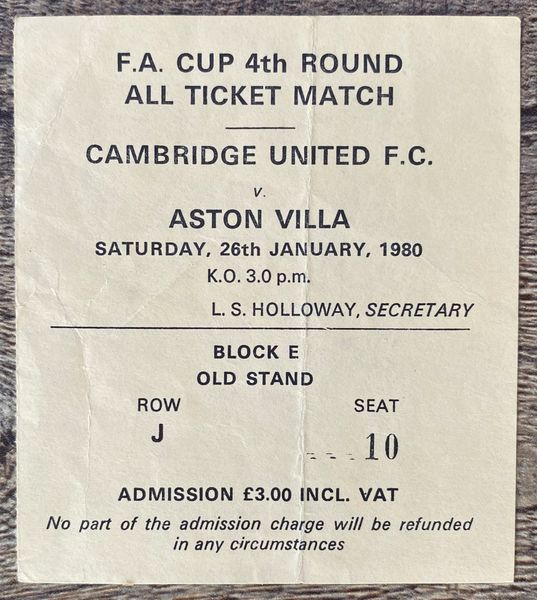 F.A. CUP 4th ROUND
ALL TICKET MATCH
CAMBRIDGE UNITED F.C.
v.
ASTON VILLA
SATURDAY, 26th JANUARY, 1980
K.O. 3.0 p.m.
L. S. HOLLOWAY, SECRETARY
BLOCK E
OLD STAND
ROW SEAT
J 10
ADMISSION £3.00 INCL. VAT
No part of the admission charge will be refunded
in any circumstances